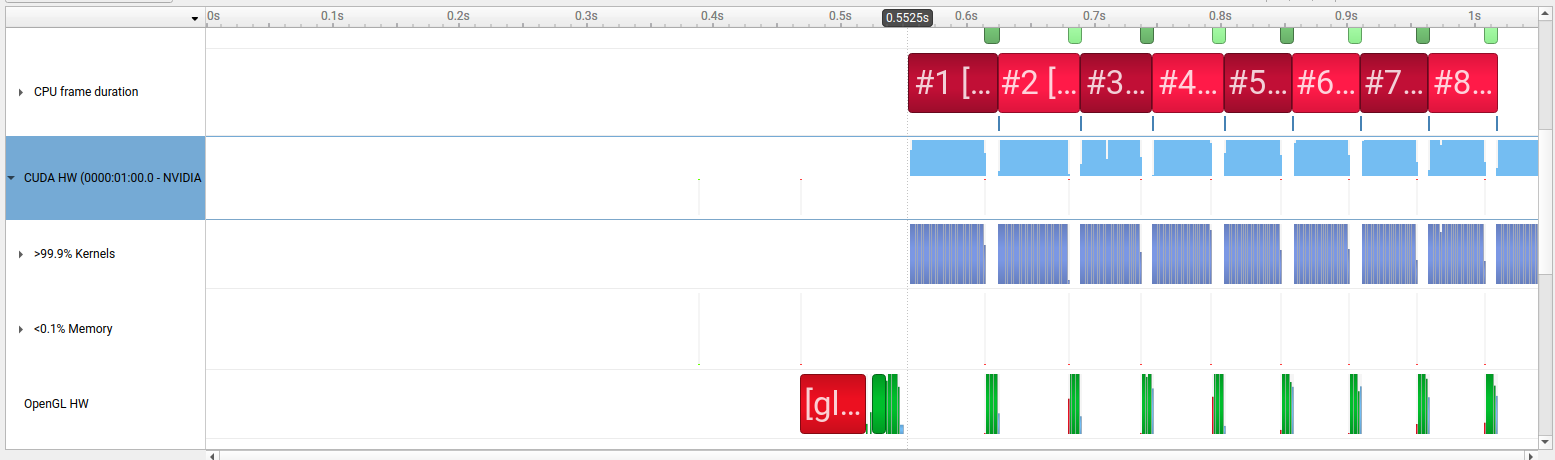 0s 0.1s 0.2s 0.3s 0.4s 0.5s 0.5525s 0.6s 0.7s 0.8s 0.9s 1s
CPU frame duration
#1 [... #2 [... #3... #4... #5... #6... #7... #8...
CUDA HW (0000:01:00.0 - NVIDIA
>99.9% Kernels
<0.1% Memory
OpenGL HW
[gl...